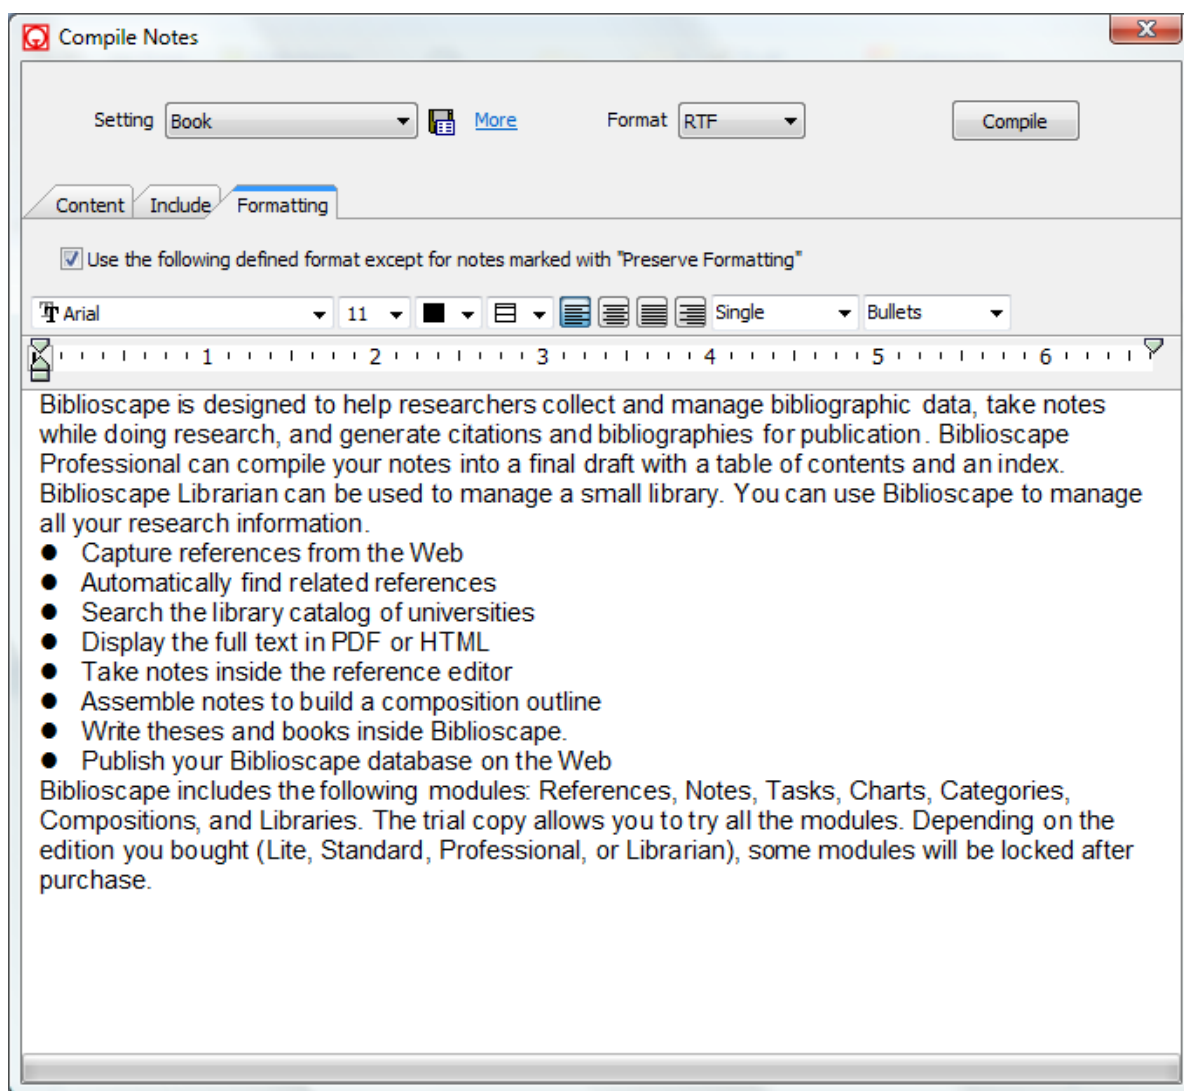 Compile Notes
Setting Book More Format RTF Compile
Content Include Formatting
Use the following defined format except for notes marked with "Preserve Formatting"
Arial 11 Single Bullets
1 2 3 4 5 6
Biblioscape is designed to help researchers collect and manage bibliographic data, take notes
while doing research, and generate citations and bibliographies for publication. Biblioscape
Professional can compile your notes into a final draft with a table of contents and an index.
Biblioscape Librarian can be used to manage a small library. You can use Biblioscape to manage
all your research information.
● Capture references from the Web
● Automatically find related references
● Search the library catalog of universities
● Display the full text in PDF or HTML
● Take notes inside the reference editor
● Assemble notes to build a composition outline
● Write theses and books inside Biblioscape.
● Publish your Biblioscape database on the Web
Biblioscape includes the following modules: References, Notes, Tasks, Charts, Categories,
Compositions, and Libraries. The trial copy allows you to try all the modules. Depending on the
edition you bought (Lite, Standard, Professional, or Librarian), some modules will be locked after
purchase.